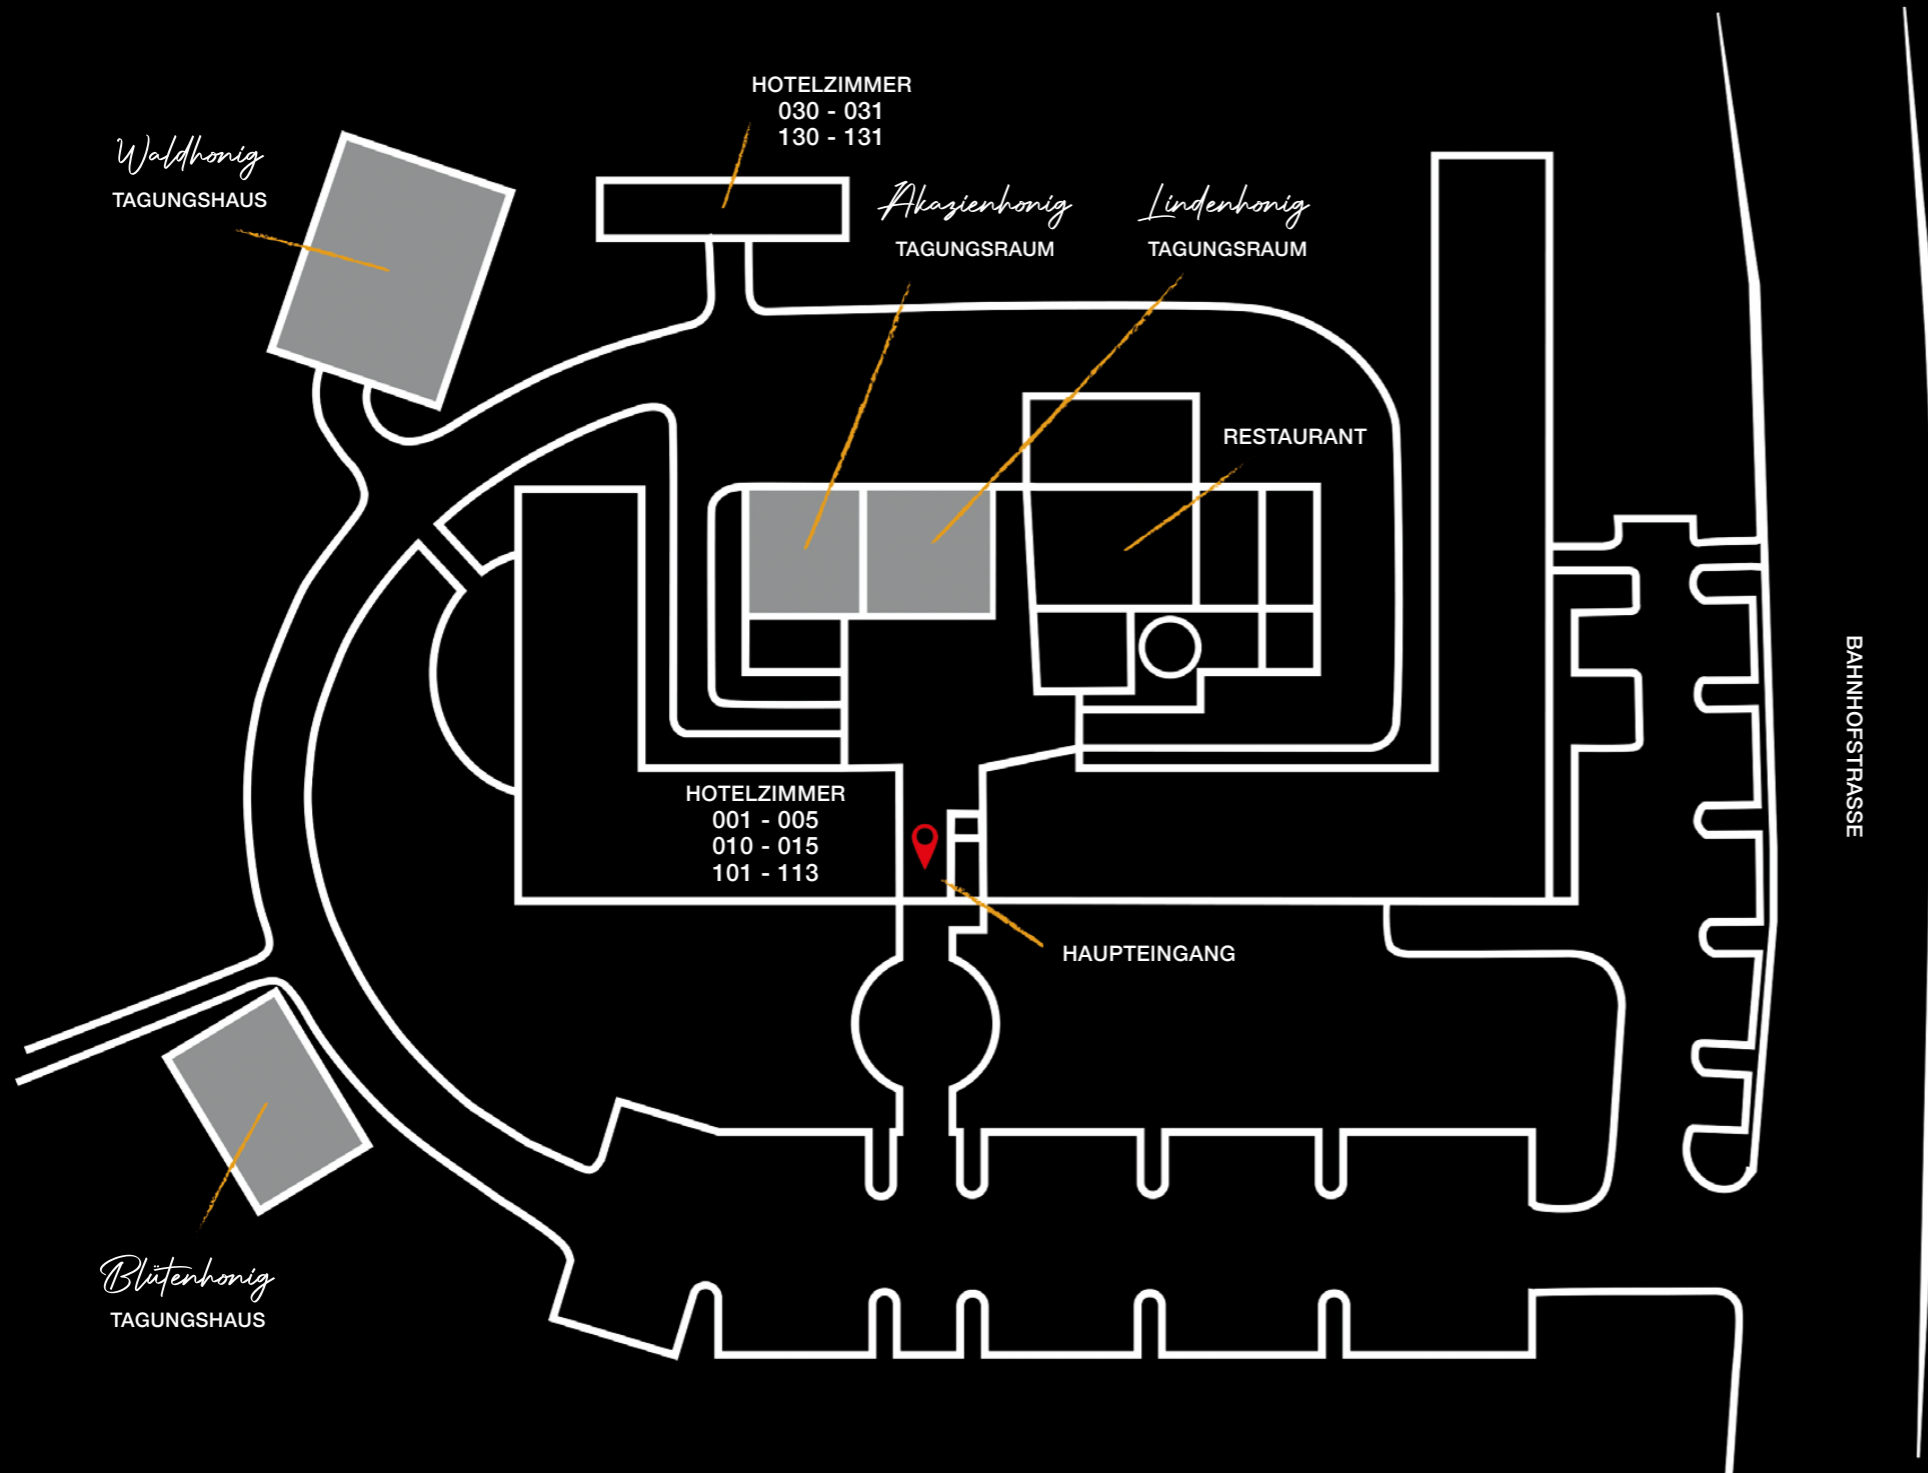 HOTELZIMMER
030 - 031
130 - 131
Waldhonig
TAGUNGSHAUS
Akazienhonig
TAGUNGSRAUM
Lindenhonig
TAGUNGSRAUM
RESTAURANT
BAHNHOFSTRASSE
HOTELZIMMER
001 - 005
010 - 015
101 - 113
HAUPTEINGANG
Blütenhonig
TAGUNGSHAUS